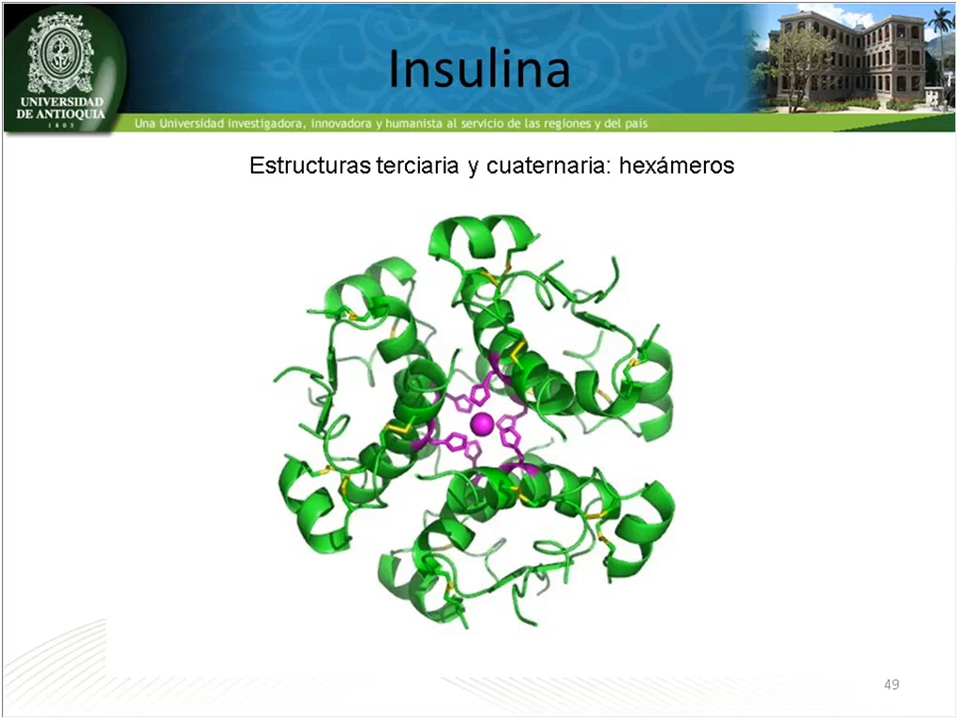 Insulina
UNIVERSIDAD
DE ANTIOQUIA
1803
Una Universidad investigadora, innovadora y humanista al servicio de las regiones y del país
Estructuras terciaria y cuaternaria: hexámeros
49